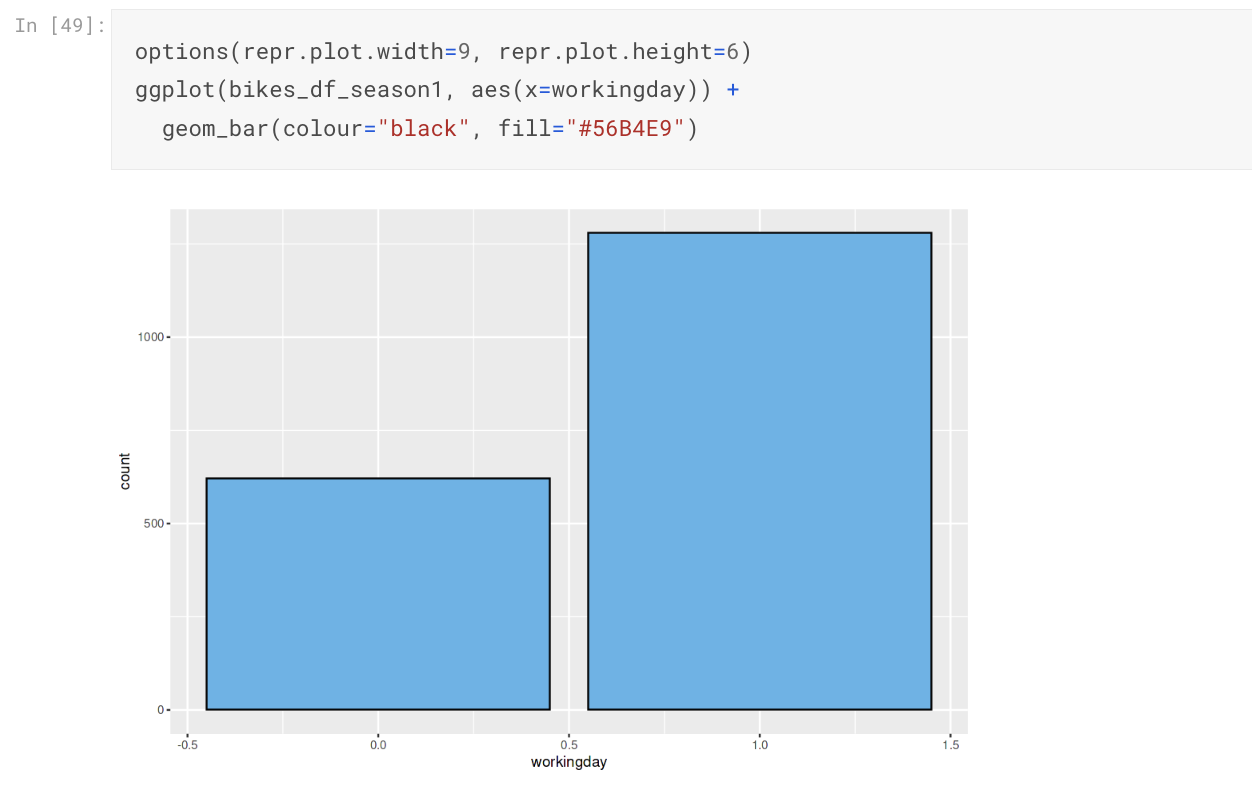 In [49]:
options(repr.plot.width=9, repr.plot.height=6)
ggplot(bikes_df_season1, aes(x=workingday)) +
  geom_bar(colour="black", fill="#56B4E9")
1000
500
0
count
-0.5 0.0 0.5 1.0 1.5
workingday